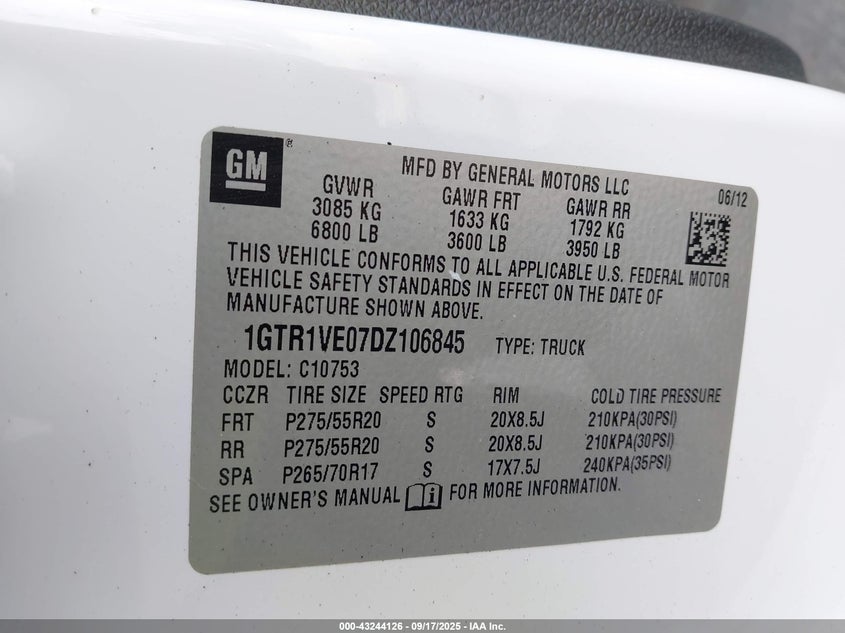 GM®
MFD BY GENERAL MOTORS LLC
06/12
GVWR GAWR FRT GAWR RR
3085 KG 1633 KG 1792 KG
6800 LB 3600 LB 3950 LB
THIS VEHICLE CONFORMS TO ALL APPLICABLE U.S. FEDERAL MOTOR
VEHICLE SAFETY STANDARDS IN EFFECT ON THE DATE OF
MANUFACTURE SHOWN ABOVE.
1GTR1VE07DZ106845 TYPE: TRUCK
MODEL: C10753
CCZR TIRE SIZE SPEED RTG RIM COLD TIRE PRESSURE
FRT P275/55R20 S 20X8.5J 210KPA(30PSI)
RR P275/55R20 S 20X8.5J 210KPA(30PSI)
SPA P265/70R17 S 17X7.5J 240KPA(35PSI)
SEE OWNER'S MANUAL FOR MORE INFORMATION.
000-43244126 - 09/17/2025 - IAA Inc.